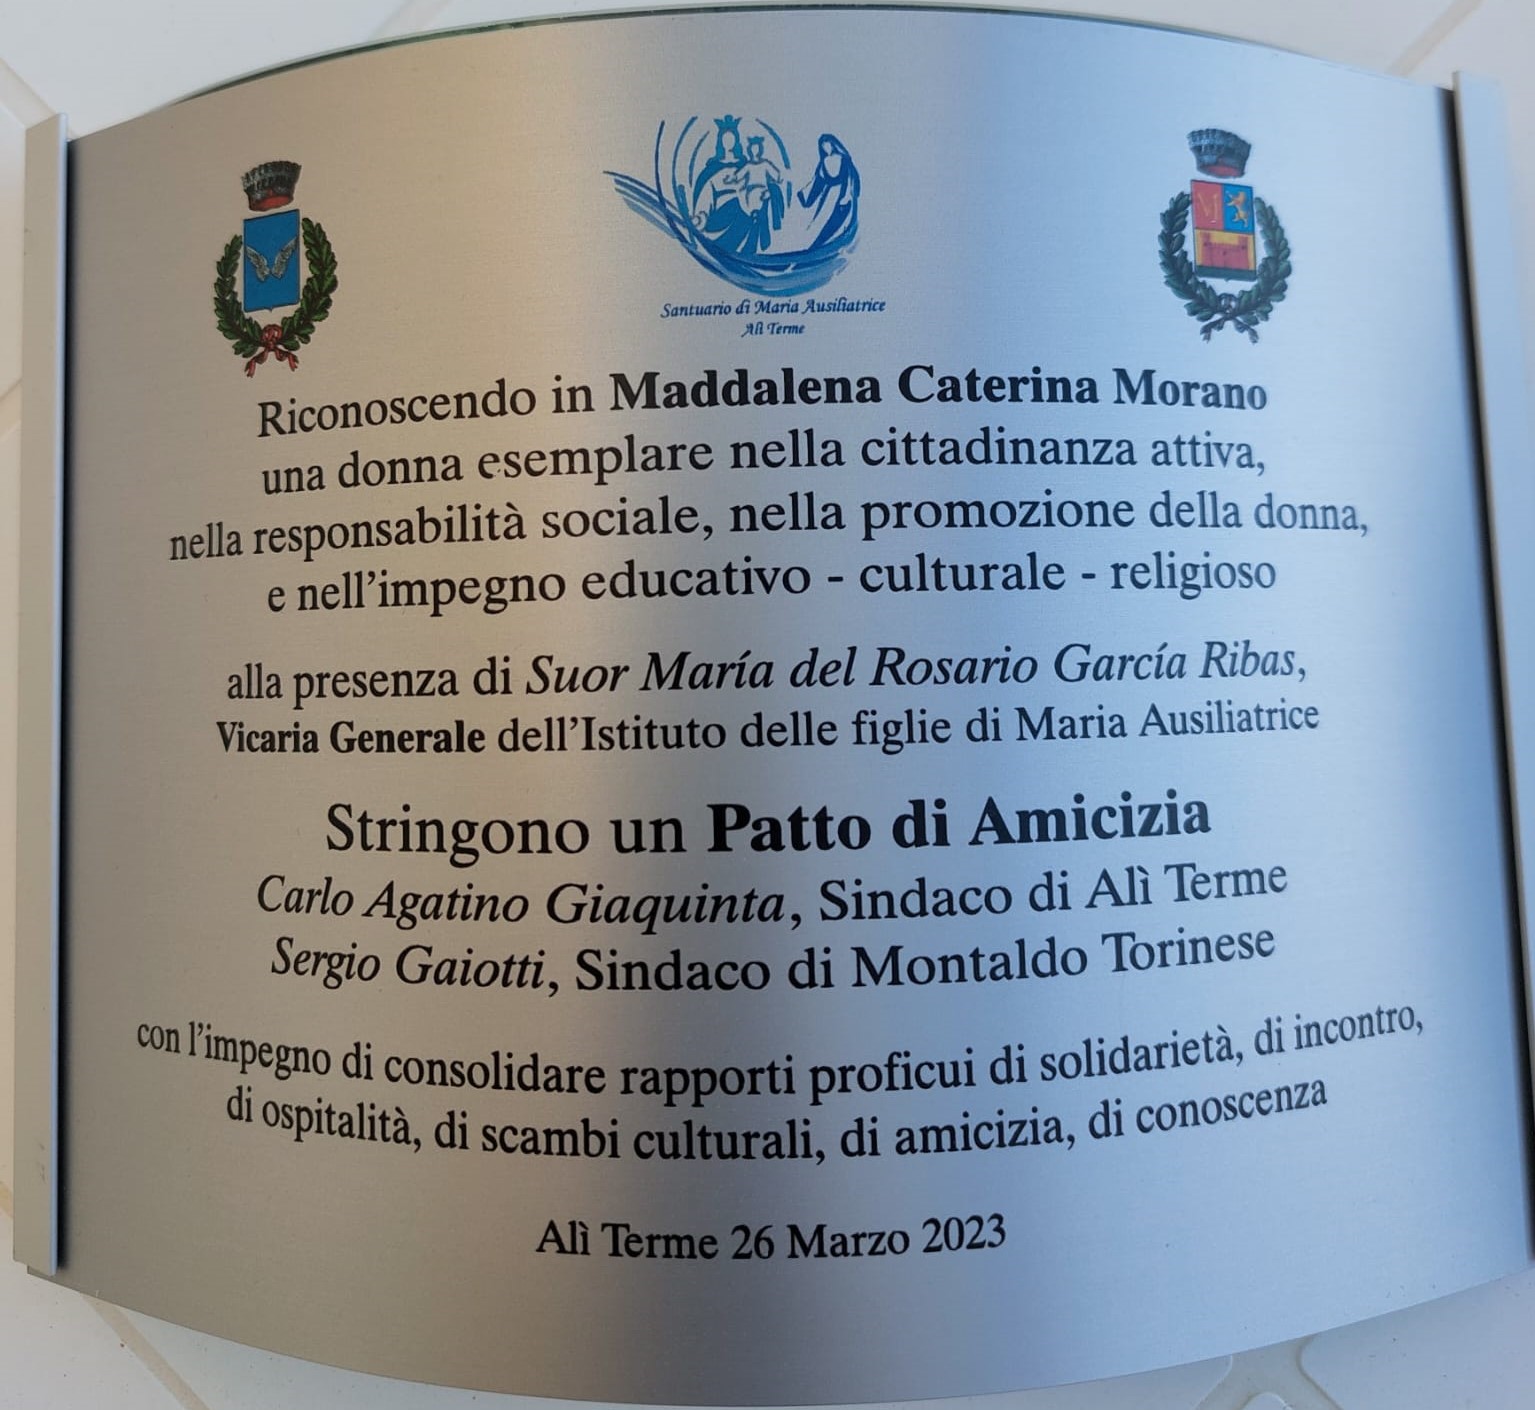 Santuario di Maria Ausiliatrice
Alì Terme
Riconoscendo in Maddalena Caterina Morano
una donna esemplare nella cittadinanza attiva,
nella responsabilità sociale, nella promozione della donna,
e nell'impegno educativo - culturale - religioso
alla presenza di Suor María del Rosario García Ribas,
Vicaria Generale dell'Istituto delle figlie di Maria Ausiliatrice
Stringono un Patto di Amicizia
Carlo Agatino Giaquinta, Sindaco di Alì Terme
Sergio Gaiotti, Sindaco di Montaldo Torinese
con l'impegno di consolidare rapporti proficui di solidarietà, di incontro,
di ospitalità, di scambi culturali, di amicizia, di conoscenza
Alì Terme 26 Marzo 2023